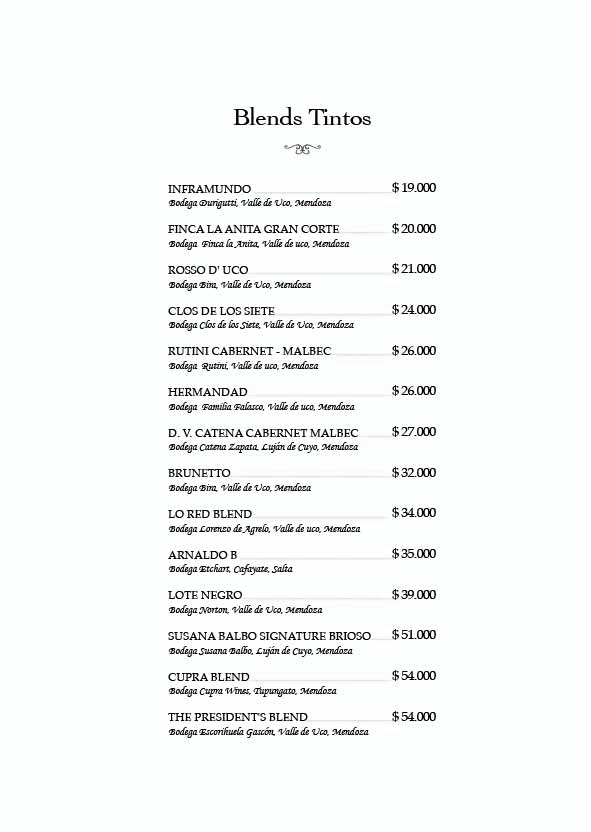 Blends Tintos
INFRAMUNDO $ 19.000
Bodega Durigutti, Valle de Uco, Mendoza
FINCA LA ANITA GRAN CORTE $ 20.000
Bodega Finca la Anita, Valle de uco, Mendoza
ROSSO D' UCO $ 21.000
Bodega Bira, Valle de Uco, Mendoza
CLOS DE LOS SIETE $ 24.000
Bodega Clos de los Siete, Valle de Uco, Mendoza
RUTINI CABERNET - MALBEC $ 26.000
Bodega Rutini, Valle de uco, Mendoza
HERMANDAD $ 26.000
Bodega Familia Falasco, Valle de uco, Mendoza
D. V. CATENA CABERNET MALBEC $ 27.000
Bodega Catena Zapata, Luján de Cuyo, Mendoza
BRUNETTO $ 32.000
Bodega Bira, Valle de Uco, Mendoza
LO RED BLEND $ 34.000
Bodega Lorenzo de Agrelo, Valle de uco, Mendoza
ARNALDO B $ 35.000
Bodega Etchart, Cafayate, Salta
LOTE NEGRO $ 39.000
Bodega Norton, Valle de Uco, Mendoza
SUSANA BALBO SIGNATURE BRIOSO $ 51.000
Bodega Susana Balbo, Luján de Cuyo, Mendoza
CUPRA BLEND $ 54.000
Bodega Cupra Wines, Tupungato, Mendoza
THE PRESIDENT'S BLEND $ 54.000
Bodega Escorihuela Gascón, Valle de Uco, Mendoza